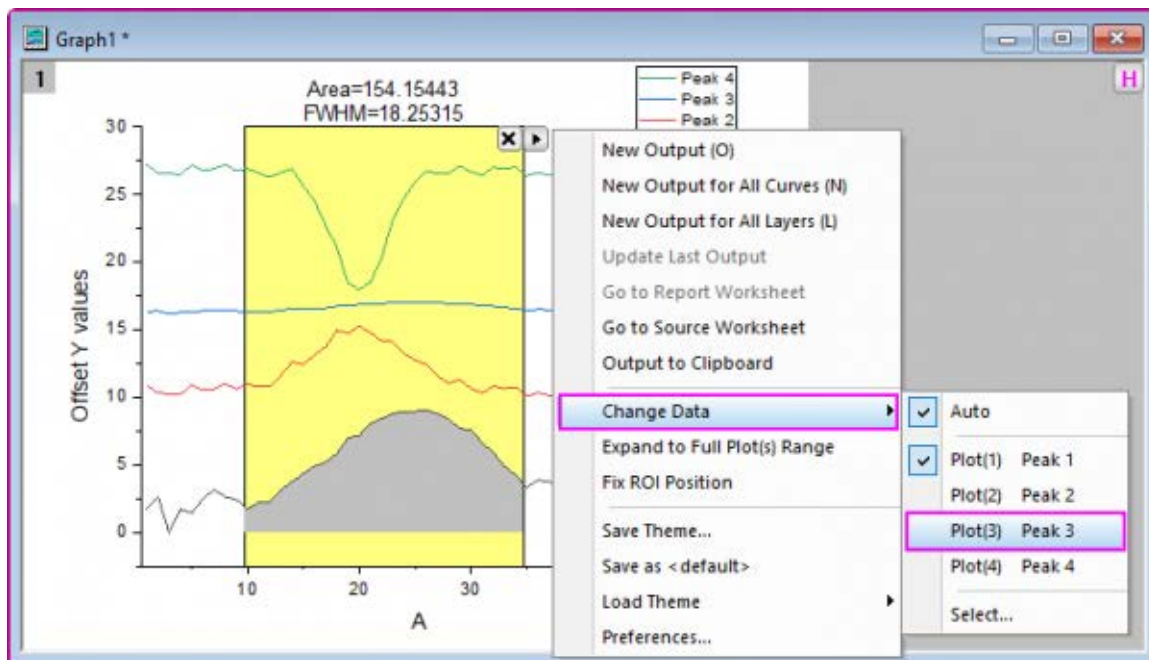 Graph1 *
1
H
Area=154.15443
FWHM=18.25315
Peak 4
Peak 3
Peak 2
30
25
20
15
10
5
0
Offset Y values
10
20
30
A
New Output (O)
New Output for All Curves (N)
New Output for All Layers (L)
Update Last Output
Go to Report Worksheet
Go to Source Worksheet
Output to Clipboard
Change Data
Expand to Full Plot(s) Range
Fix ROI Position
Save Theme...
Save as <default>
Load Theme
Preferences...
Auto
Plot(1) Peak 1
Plot(2) Peak 2
Plot(3) Peak 3
Plot(4) Peak 4
Select...